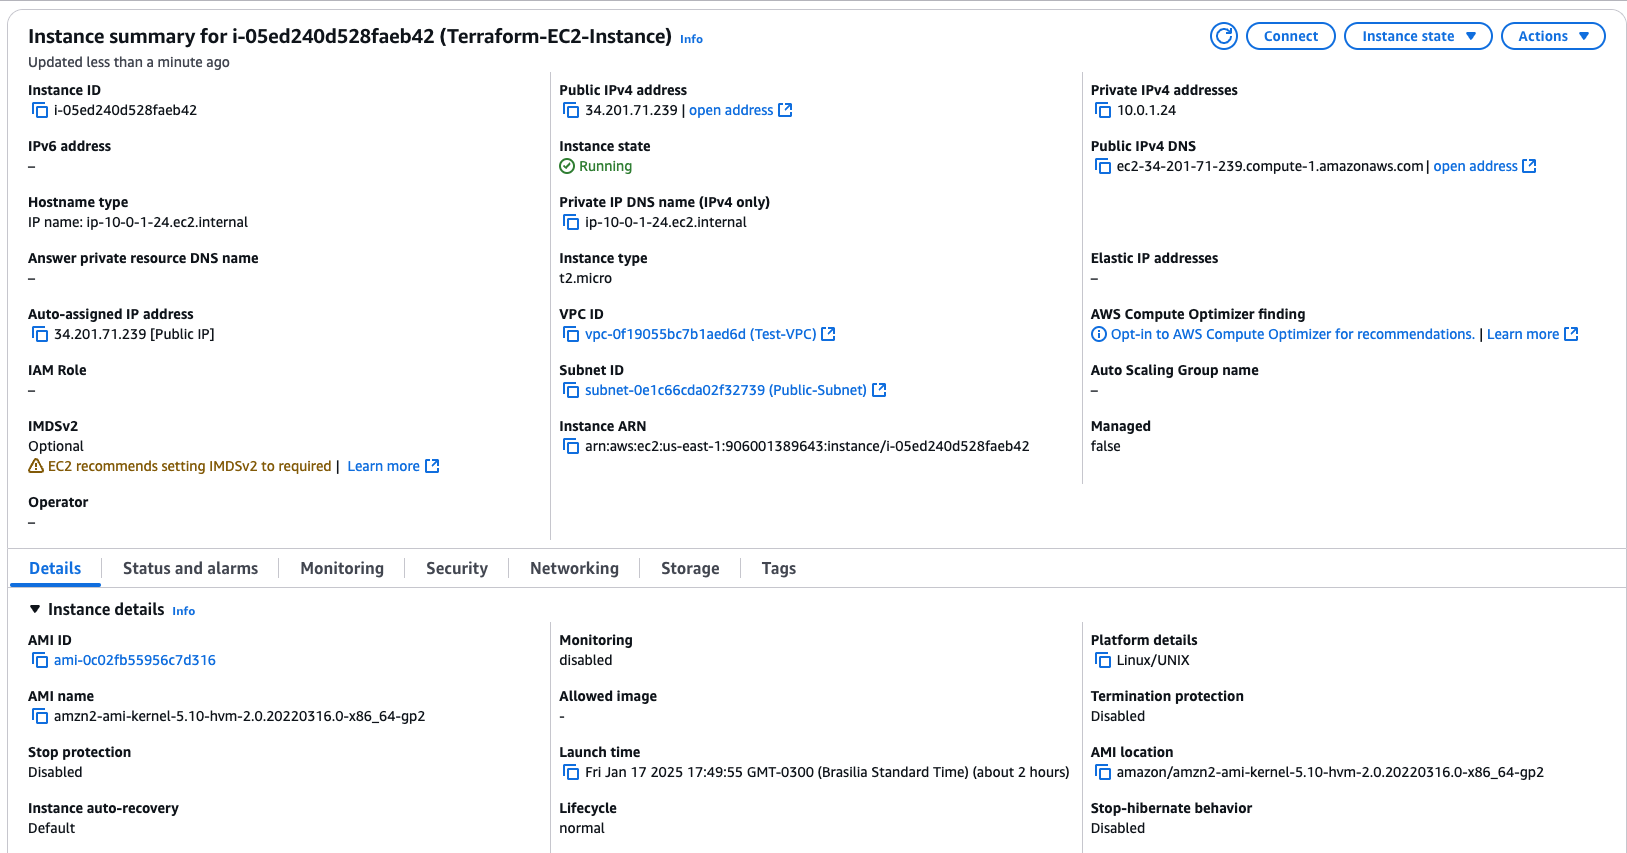 Instance summary for i-05ed240d528faeb42 (Terraform-EC2-Instance) Info
Connect
Instance state
Actions
Updated less than a minute ago
Instance ID
i-05ed240d528faeb42
Public IPv4 address
34.201.71.239 | open address
Private IPv4 addresses
10.0.1.24
IPv6 address
–
Instance state
Running
Public IPv4 DNS
ec2-34-201-71-239.compute-1.amazonaws.com | open address
Hostname type
IP name: ip-10-0-1-24.ec2.internal
Private IP DNS name (IPv4 only)
ip-10-0-1-24.ec2.internal
Answer private resource DNS name
–
Instance type
t2.micro
Elastic IP addresses
–
Auto-assigned IP address
34.201.71.239 [Public IP]
VPC ID
vpc-0f19055bc7b1aed6d (Test-VPC)
AWS Compute Optimizer finding
Opt-in to AWS Compute Optimizer for recommendations. | Learn more
IAM Role
–
Subnet ID
subnet-0e1c66cda02f32739 (Public-Subnet)
Auto Scaling Group name
–
IMDSv2
Optional
EC2 recommends setting IMDSv2 to required | Learn more
Instance ARN
arn:aws:ec2:us-east-1:906001389643:instance/i-05ed240d528faeb42
Managed
false
Operator
–
Details
Status and alarms
Monitoring
Security
Networking
Storage
Tags
Instance details Info
AMI ID
ami-0c02fb55956c7d316
Monitoring
disabled
Platform details
Linux/UNIX
AMI name
amzn2-ami-kernel-5.10-hvm-2.0.20220316.0-x86_64-gp2
Allowed image
-
Termination protection
Disabled
Stop protection
Disabled
Launch time
Fri Jan 17 2025 17:49:55 GMT-0300 (Brasilia Standard Time) (about 2 hours)
AMI location
amazon/amzn2-ami-kernel-5.10-hvm-2.0.20220316.0-x86_64-gp2
Instance auto-recovery
Default
Lifecycle
normal
Stop-hibernate behavior
Disabled